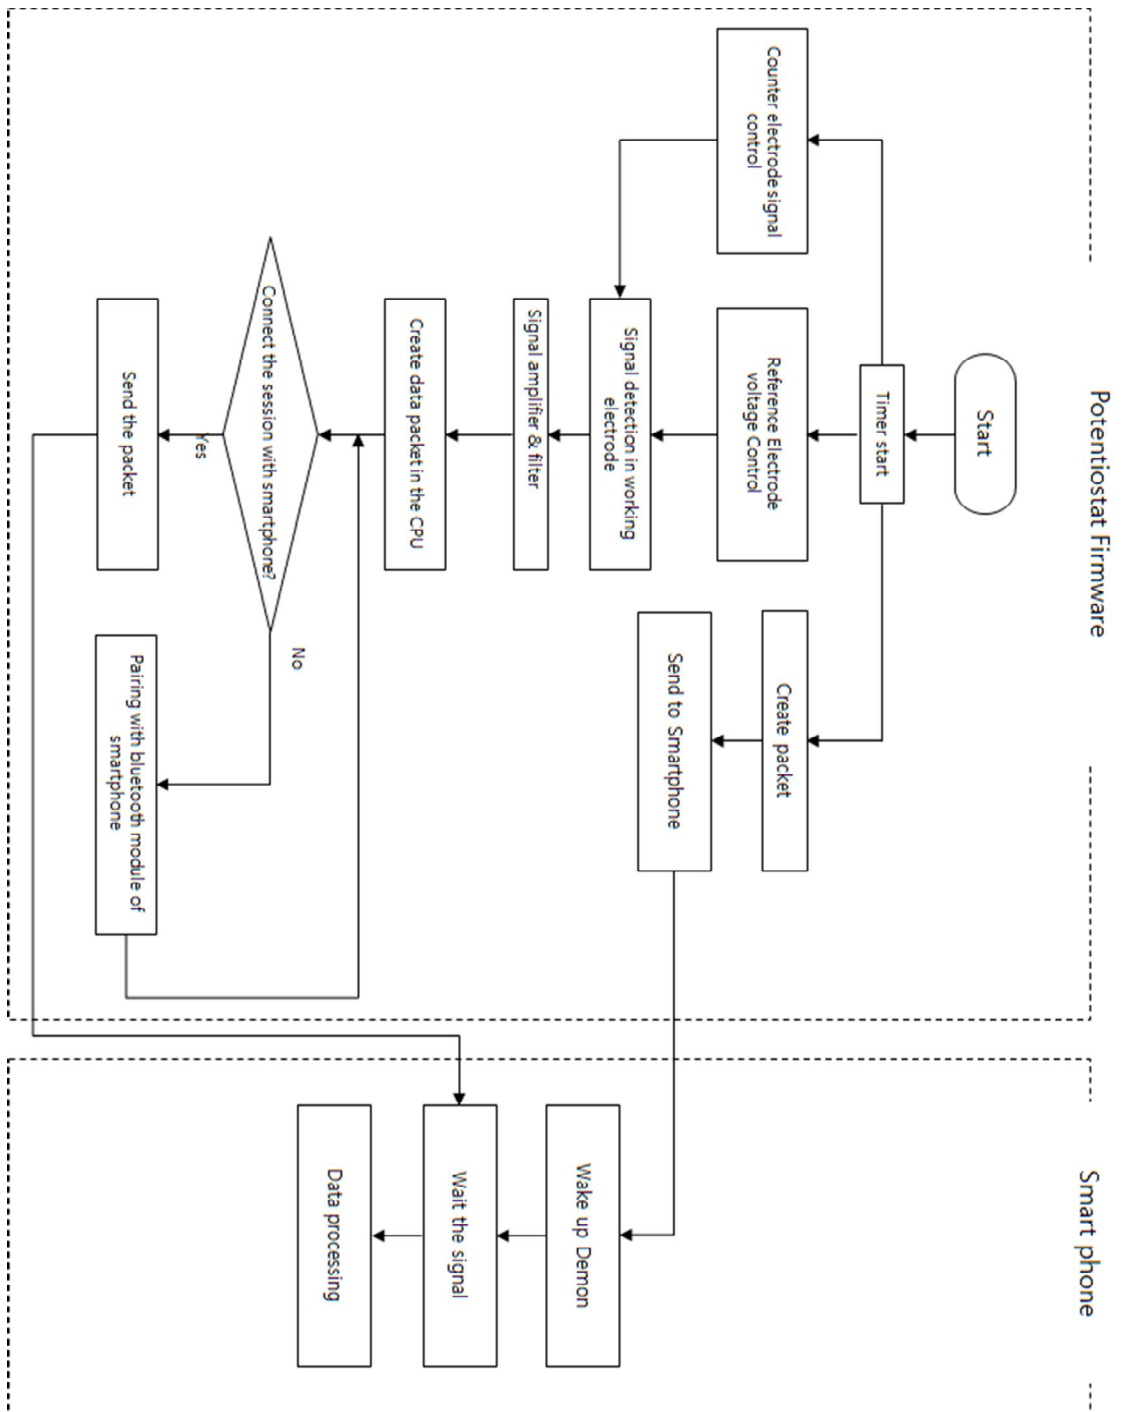 Potentiostat Firmware
Start
Timer start
Counter electrode signal
control
Reference Electrode
voltage Control
Create packet
Signal detection in working
electrode
Send to Smartphone
Signal amplifier & filter
Create data packet in the CPU
Connect the session with smartphone?
No
Yes
Send the packet
Pairing with bluetooth module of
smartphone
Smart phone
Wake up Demon
Wait the signal
Data processing